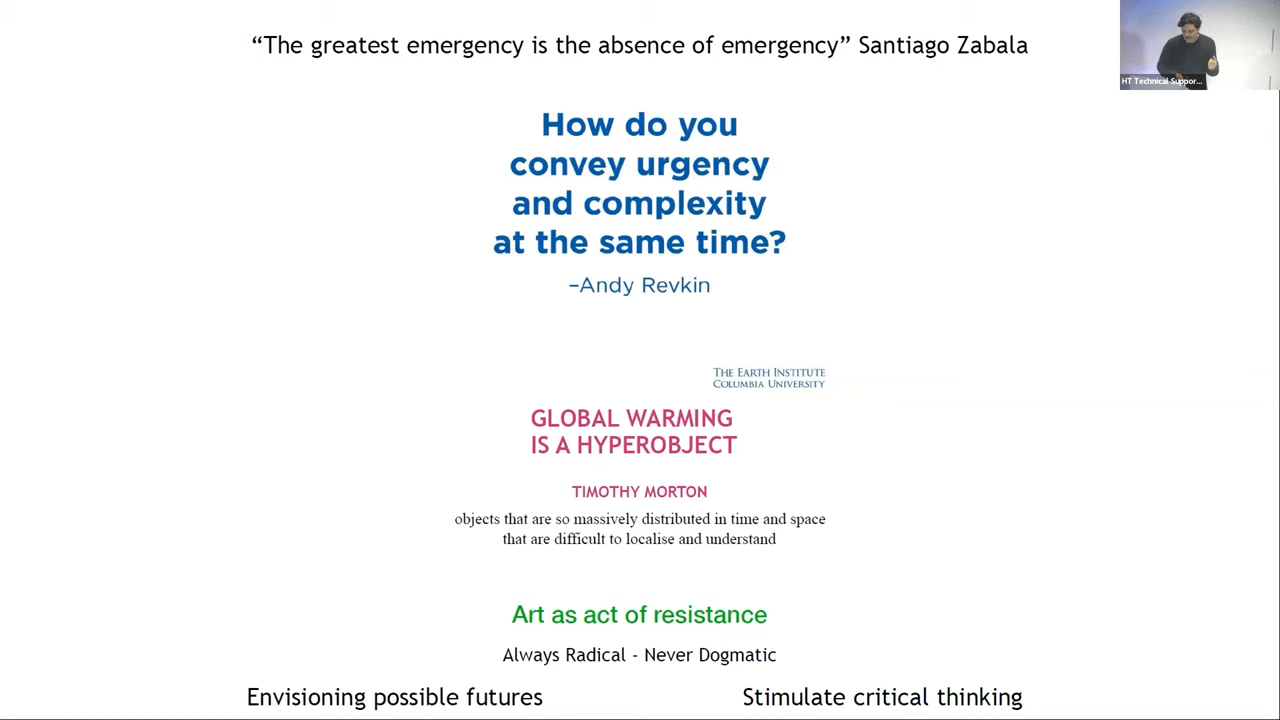 “The greatest emergency is the absence of emergency” Santiago Zabala
HT Technical Suppor...
How do you
convey urgency
and complexity
at the same time?
–Andy Revkin
THE EARTH INSTITUTE
COLUMBIA UNIVERSITY
GLOBAL WARMING
IS A HYPEROBJECT
TIMOTHY MORTON
objects that are so massively distributed in time and space
that are difficult to localise and understand
Art as act of resistance
Always Radical - Never Dogmatic
Envisioning possible futures
Stimulate critical thinking